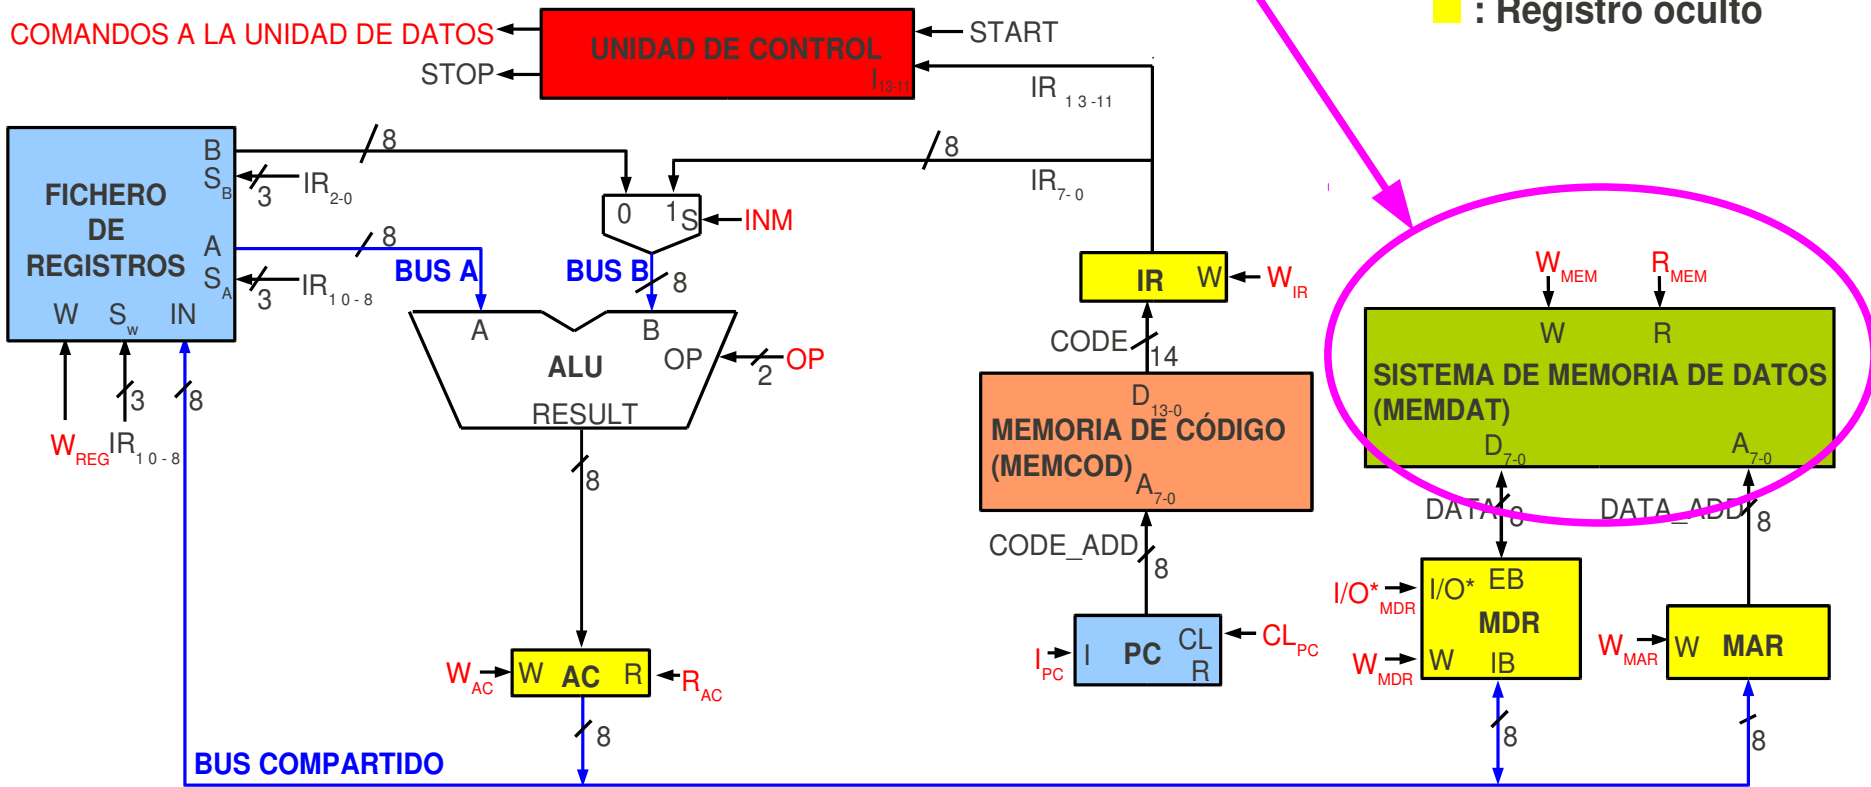 : Registro oculto
COMANDOS A LA UNIDAD DE DATOS
STOP
UNIDAD DE CONTROL
I13-11
START
IR 13-11
FICHERO
DE
REGISTROS
B
SB
A
SA
W
Sw
IN
8
3
IR2-0
8
3
IR10-8
BUS A
BUS B
8
0
1
S
INM
8
IR7-0
WREG
3
IR10-8
8
A
B
ALU
OP
2
OP
RESULT
8
WAC
W
AC
R
RAC
8
BUS COMPARTIDO
IR
W
WIR
CODE
14
D13-0
MEMORIA DE CÓDIGO
(MEMCOD)
A7-0
CODE_ADD
8
IPC
I
PC
CL
R
CLPC
WMEM
RMEM
W
R
SISTEMA DE MEMORIA DE DATOS
(MEMDAT)
D7-0
A7-0
DATA
8
DATA_ADD
8
I/O*MDR
I/O*
EB
MDR
WMDR
W
IB
8
WMAR
W
MAR
8